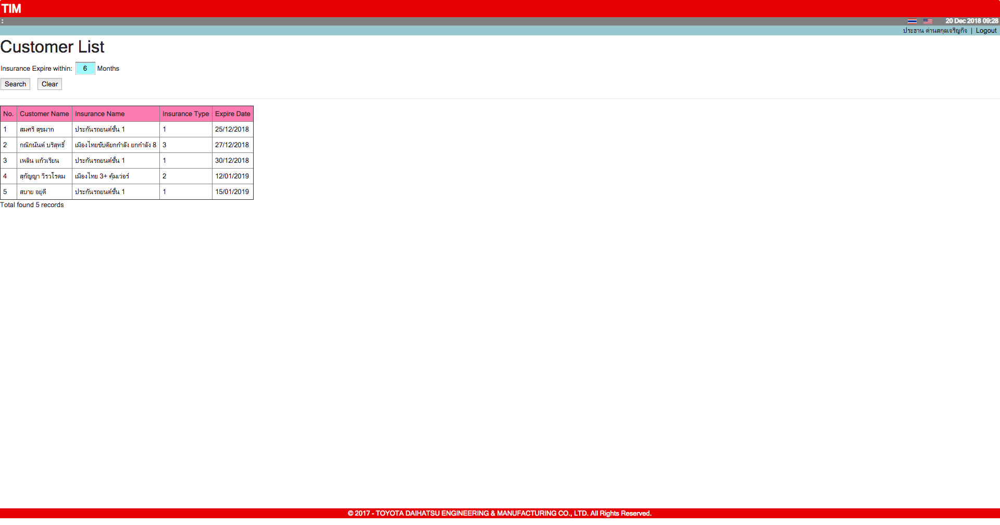 TIM
:
20 Dec 2018 09:28
ประธาน ด่านสกุลเจริญกิจ | Logout
Customer List
Insurance Expire within: 6 Months
Search Clear
No. Customer Name Insurance Name Insurance Type Expire Date
1 สมศรี สุขมาก ประกันรถยนต์ชั้น 1 1 25/12/2018
2 กณิกนันต์ บริสุทธิ์ เมืองไทยขับดียกกำลัง ยกกำลัง 8 3 27/12/2018
3 เพลิน แก้วเรียน ประกันรถยนต์ชั้น 1 1 30/12/2018
4 สุกัญญา วีรวโรดม เมืองไทย 3+ คุ้มเว่อร์ 2 12/01/2019
5 สบาย อยู่ดี ประกันรถยนต์ชั้น 1 1 15/01/2019
Total found 5 records
© 2017 - TOYOTA DAIHATSU ENGINEERING & MANUFACTURING CO., LTD. All Rights Reserved.